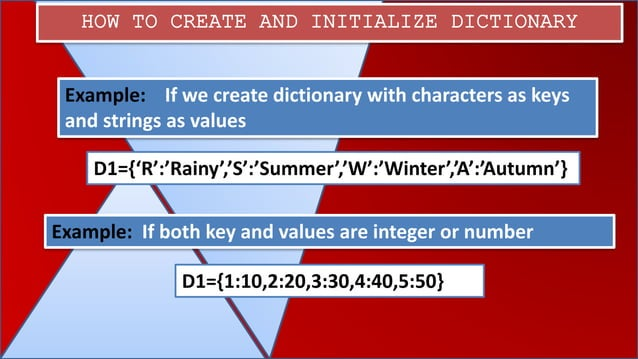 HOW TO CREATE AND INITIALIZE DICTIONARY
Example: If we create dictionary with characters as keys
and strings as values
D1={‘R’:’Rainy’,’S’:’Summer’,’W’:’Winter’,’A’:’Autumn’}
Example: If both key and values are integer or number
D1={1:10,2:20,3:30,4:40,5:50}